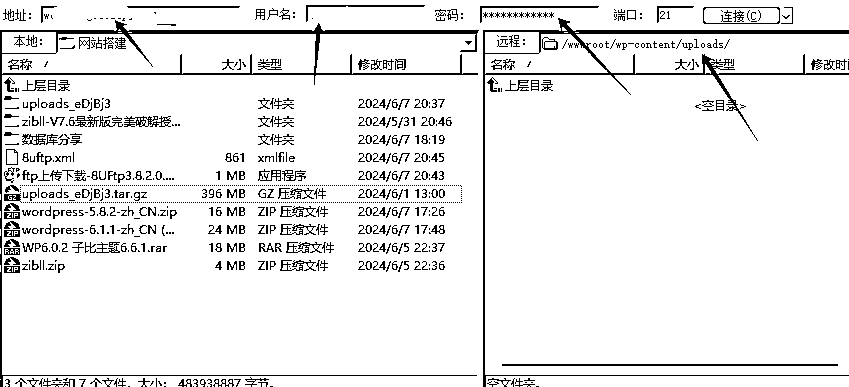 地址: 用户名: 密码: ************ 端口: 21 连接(C)
本地: 网站搭建
名称 / 大小 类型 修改时间
上层目录
uploads_eDjBj3 文件夹 2024/6/7 20:37
zibll-V7.6最新版完美破解授... 文件夹 2024/5/31 20:46
数据库分享 文件夹 2024/6/7 18:19
8uftp.xml 861 xmlfile 2024/6/7 20:45
ftp上传下载-8UFtp3.8.2.0.... 1 MB 应用程序 2024/6/7 20:43
uploads_eDjBj3.tar.gz 396 MB GZ 压缩文件 2024/6/1 13:00
wordpress-5.8.2-zh_CN.zip 16 MB ZIP 压缩文件 2024/6/7 17:26
wordpress-6.1.1-zh_CN (... 24 MB ZIP 压缩文件 2024/6/7 17:48
WP6.0.2 子比主题6.6.1.rar 18 MB RAR 压缩文件 2024/6/5 22:37
zibll.zip 4 MB ZIP 压缩文件 2024/6/5 22:36
3 个文件夹和 7 个文件。大小: 483938887 字节。
远程: /wwwroot/wp-content/uploads/
名称 / 大小 类型 修改时
上层目录
<空目录>
空文件夹。